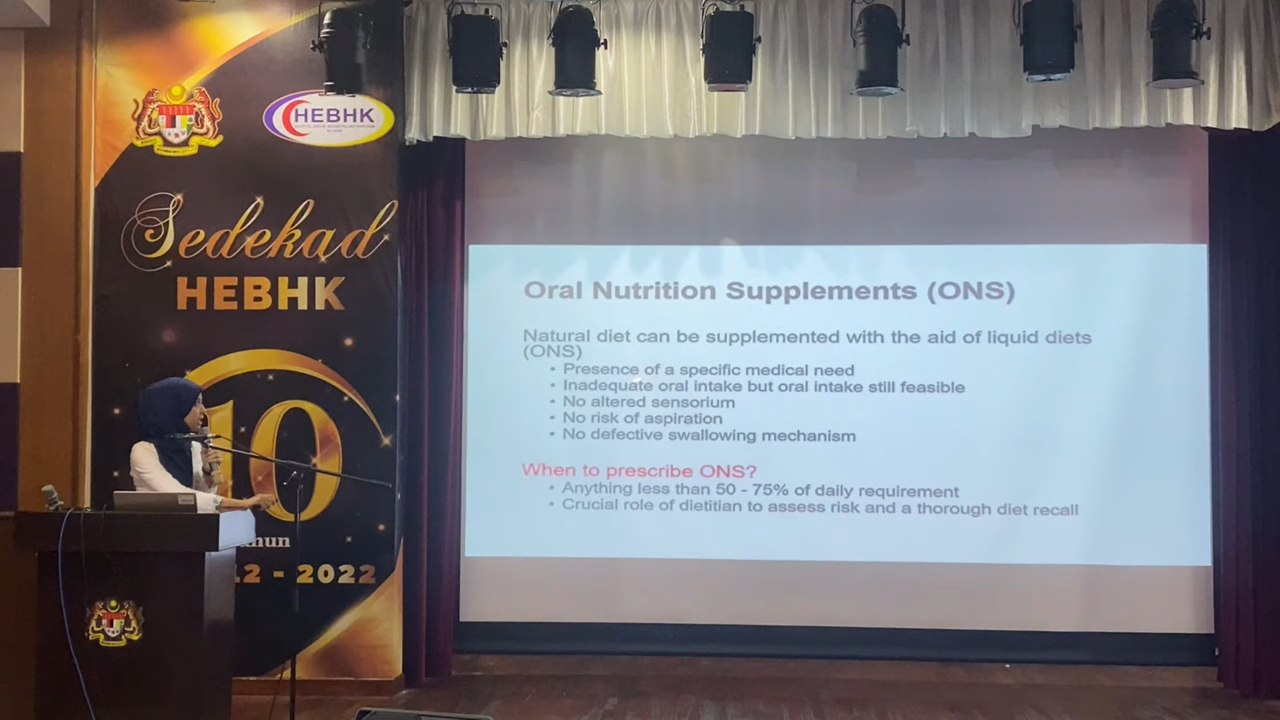 HEBHK
Sedekad
HEBHK
10
2 - 2022
Oral Nutrition Supplements (ONS)
Natural diet can be supplemented with the aid of liquid diets
(ONS)
• Presence of a specific medical need
• Inadequate oral intake but oral intake still feasible
• No altered sensorium
• No risk of aspiration
• No defective swallowing mechanism
When to prescribe ONS?
• Anything less than 50 - 75% of daily requirement
• Crucial role of dietitian to assess risk and a thorough diet recall